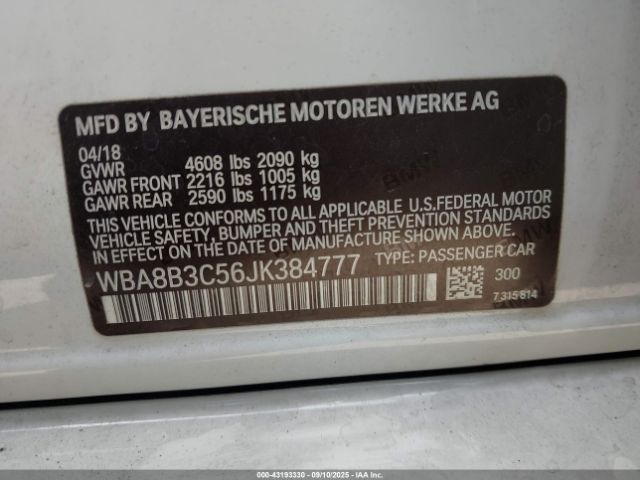 MFD BY BAYERISCHE MOTOREN WERKE AG
04/18
GVWR 4608 lbs 2090 kg
GAWR FRONT 2216 lbs 1005 kg
GAWR REAR 2590 lbs 1175 kg
THIS VEHICLE CONFORMS TO ALL APPLICABLE U.S.FEDERAL MOTOR
VEHICLE SAFETY, BUMPER AND THEFT PREVENTION STANDARDS
IN EFFECT ON THE DATE OF MANUFACTURE SHOWN ABOVE.
WBA8B3C56JK384777 TYPE: PASSENGER CAR
300
7315814
000-43193330 - 09/10/2025 - IAA Inc.